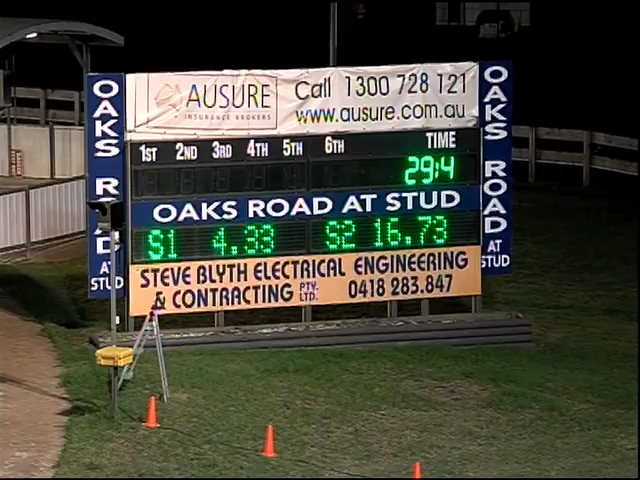 AUSURE
INSURANCE BROKERS
Call 1300 728 121
www.ausure.com.au
OAKS ROAD AT STUD
1ST 2ND 3RD 4TH 5TH 6TH TIME
29:4
OAKS ROAD AT STUD
S1 4.33 S2 16.73
STEVE BLYTH ELECTRICAL ENGINEERING
& CONTRACTING PTY. LTD. 0418 283.847
OAKS ROAD AT STUD